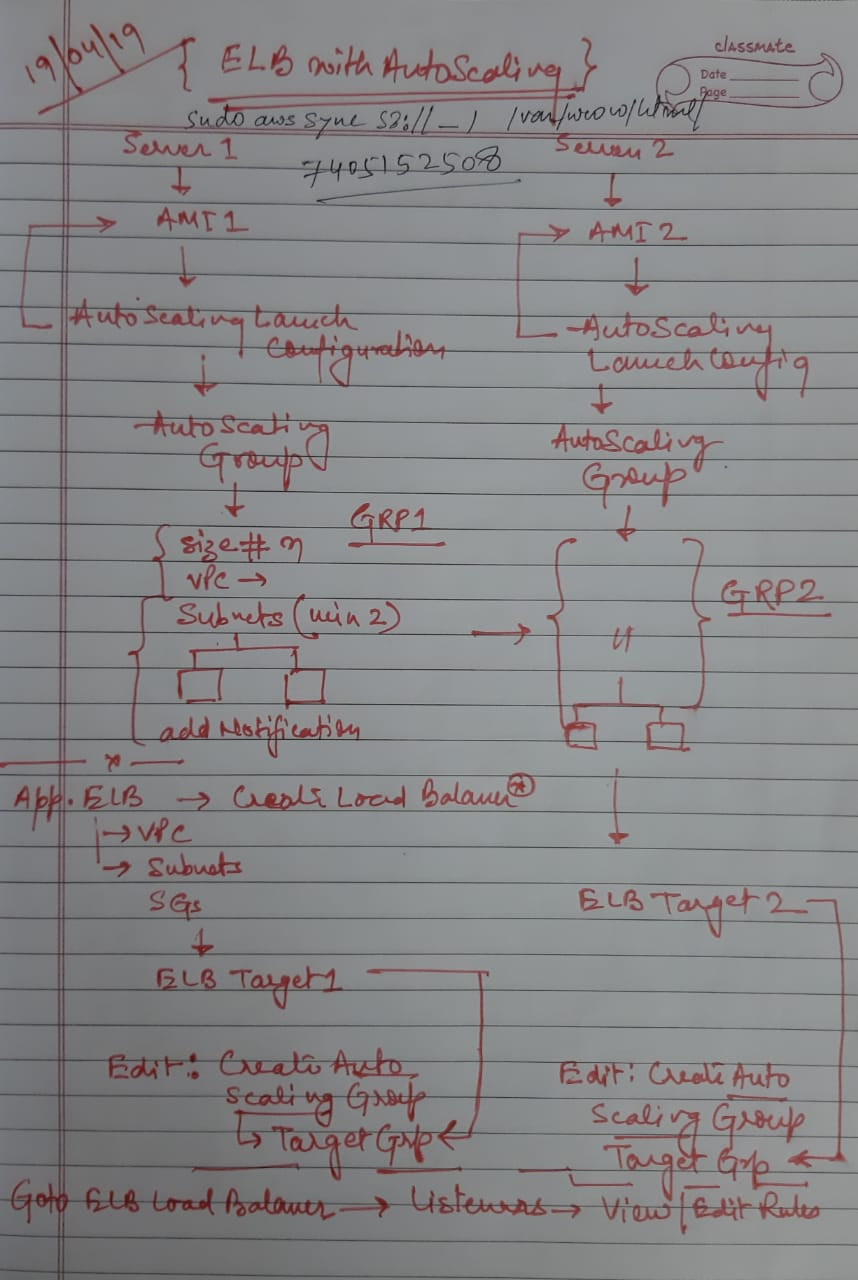 19/04/19
{ ELB with AutoScaling }
classmate
Date
Page
sudo aws sync s3://_/ /var/www/html/
7405152508
Server 1
↓
AMI 1
↓
AutoScaling Launch
Configuration
↓
AutoScaling
Group
↓
GRP1
size # n
VPC →
Subnets (min 2)
add Notification
Server 2
↓
AMI 2
↓
AutoScaling
Launch Config
↓
AutoScaling
Group
↓
GRP2
〃
↓
ELB Target 2
x
App. ELB → Create Load Balancer *
→ VPC
→ Subnets
SGs
↓
ELB Target 1
Edit: Create Auto
Scaling Group
↳ Target Grp
Edit: Create Auto
Scaling Group
Target Grp
Goto ELB Load Balancer → Listeners → View/Edit Rules